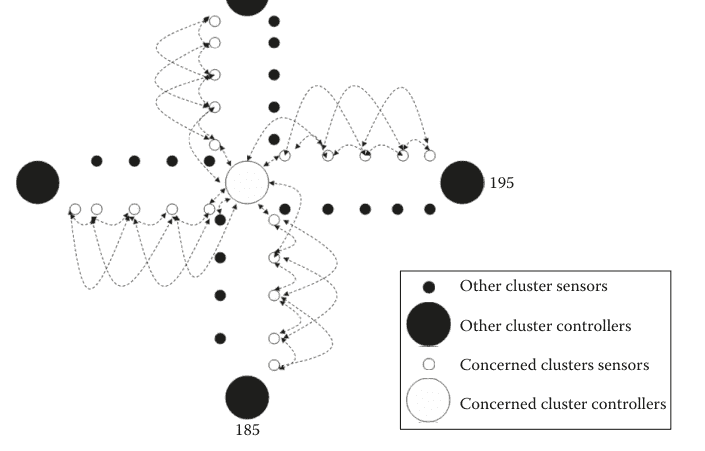 195
Other cluster sensors
Other cluster controllers
Concerned clusters sensors
Concerned cluster controllers
185